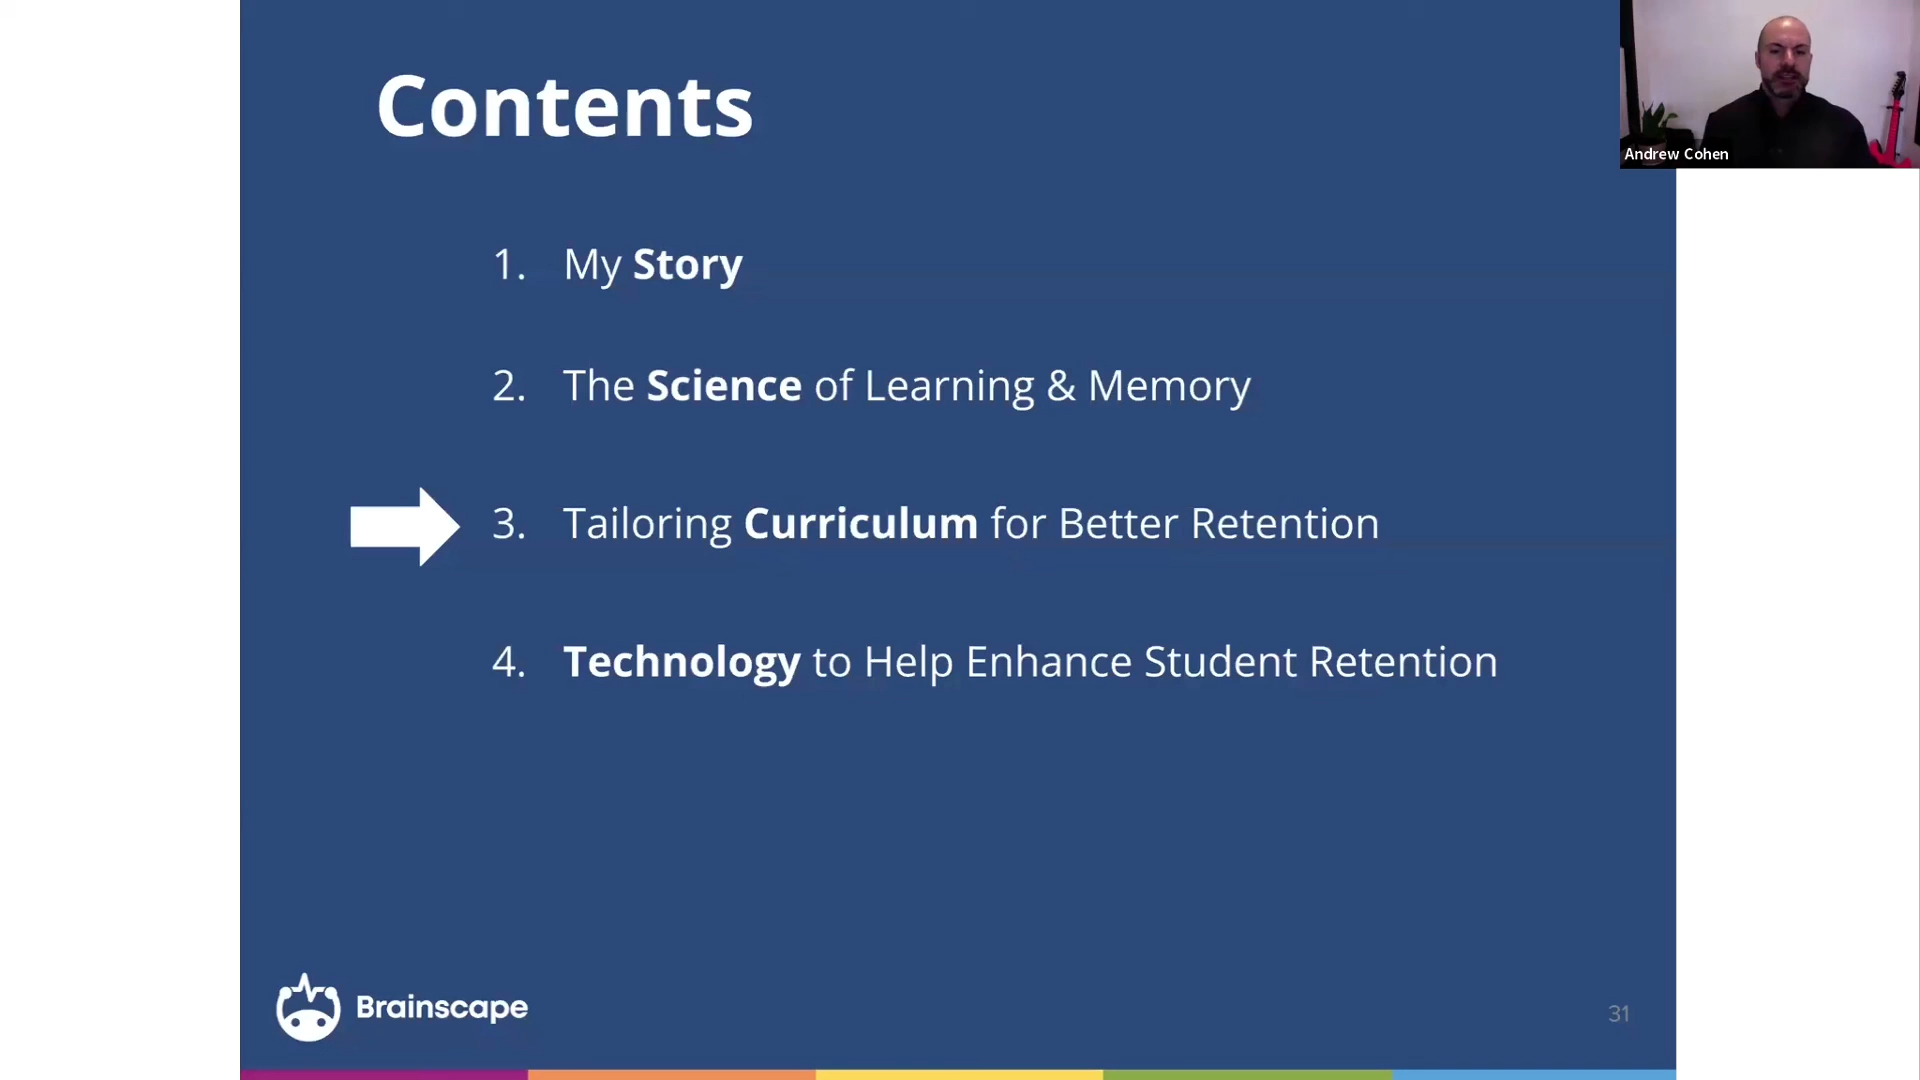 Contents
Andrew Cohen
1. My Story
2. The Science of Learning & Memory
3. Tailoring Curriculum for Better Retention
4. Technology to Help Enhance Student Retention
Brainscape
31